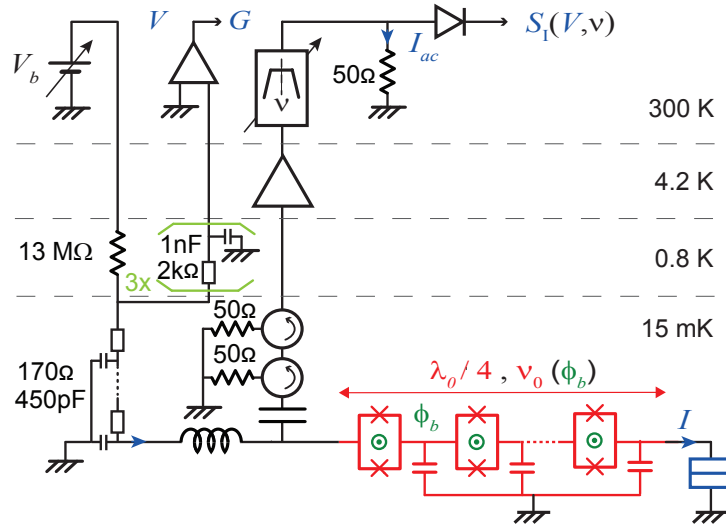 V G S_I(V,ν)
V_b
I_ac
50Ω
ν
300 K
4.2 K
13 MΩ
1nF
2kΩ
3x
0.8 K
50Ω
15 mK
50Ω
170Ω
450pF
λ_0/4 , ν_0 (ϕ_b)
ϕ_b
I